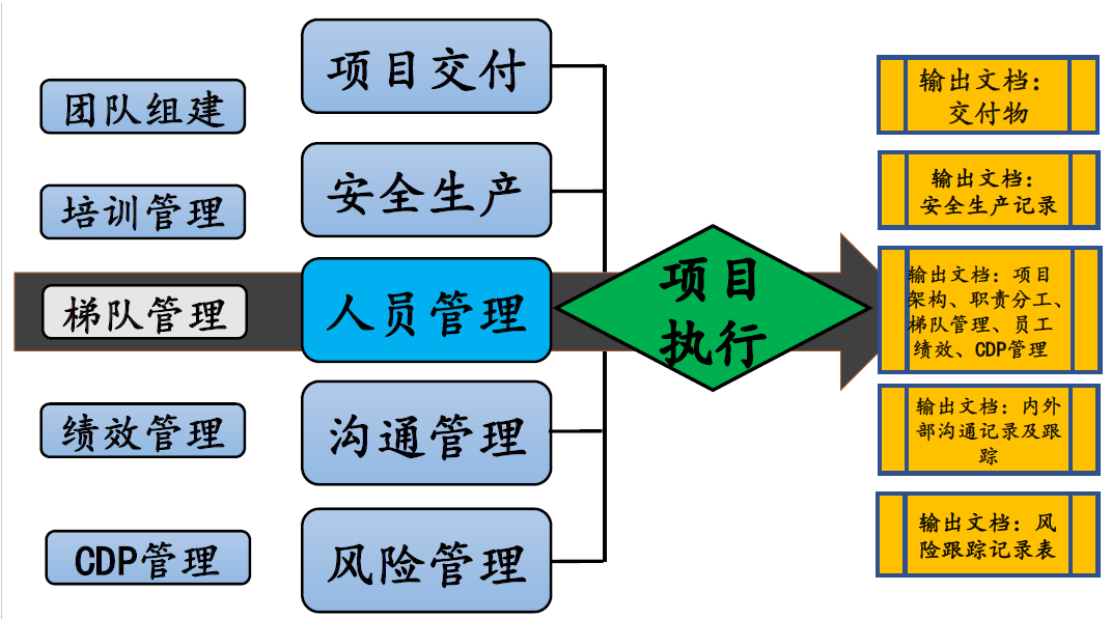 团队组建
培训管理
梯队管理
绩效管理
CDP管理
项目交付
安全生产
人员管理
沟通管理
风险管理
项目
执行
输出文档：
交付物
输出文档：
安全生产记录
输出文档：项目
架构、职责分工、
梯队管理、员工
绩效、CDP管理
输出文档：内外
部沟通记录及跟
踪
输出文档：风
险跟踪记录表